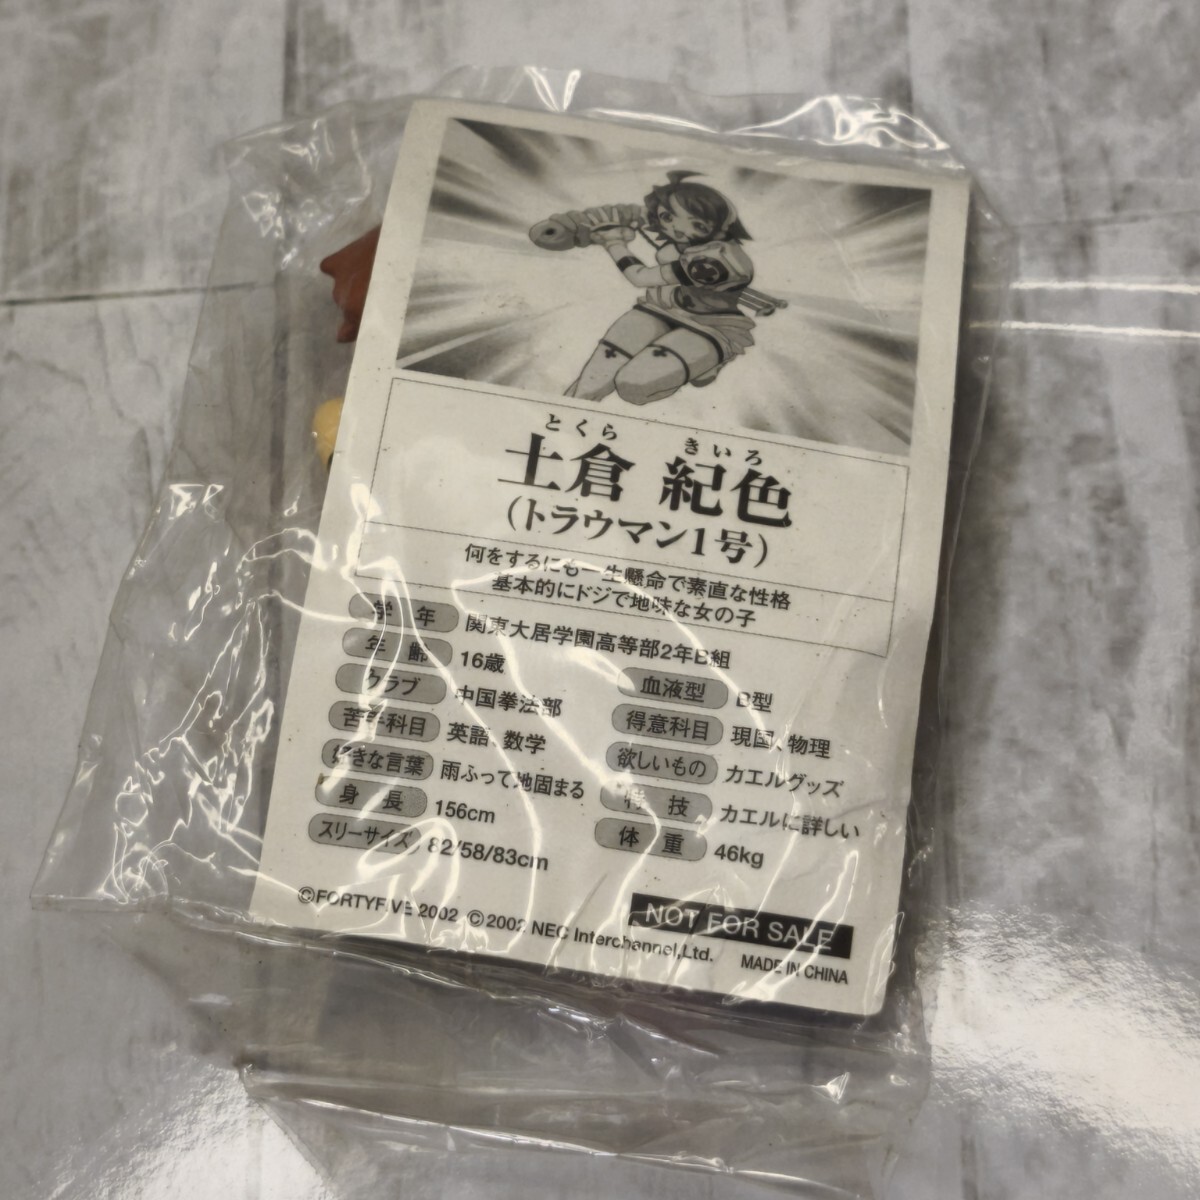 とくら きいろ
土倉 紀色
(トラウマン1号)
何をするにも一生懸命で素直な性格
基本的にドジで地味な女の子
学年 関東大居学園高等部2年B組
年齢 16歳 血液型 B型
クラブ 中国拳法部 得意科目 現国、物理
苦手科目 英語、数学 欲しいもの カエルグッズ
好きな言葉 雨ふって地固まる 特技 カエルに詳しい
身長 156cm 体重 46kg
スリーサイズ 82/58/83cm
©FORTYFIVE 2002 ©2002 NEC Interchannel,Ltd.
NOT FOR SALE
MADE IN CHINA